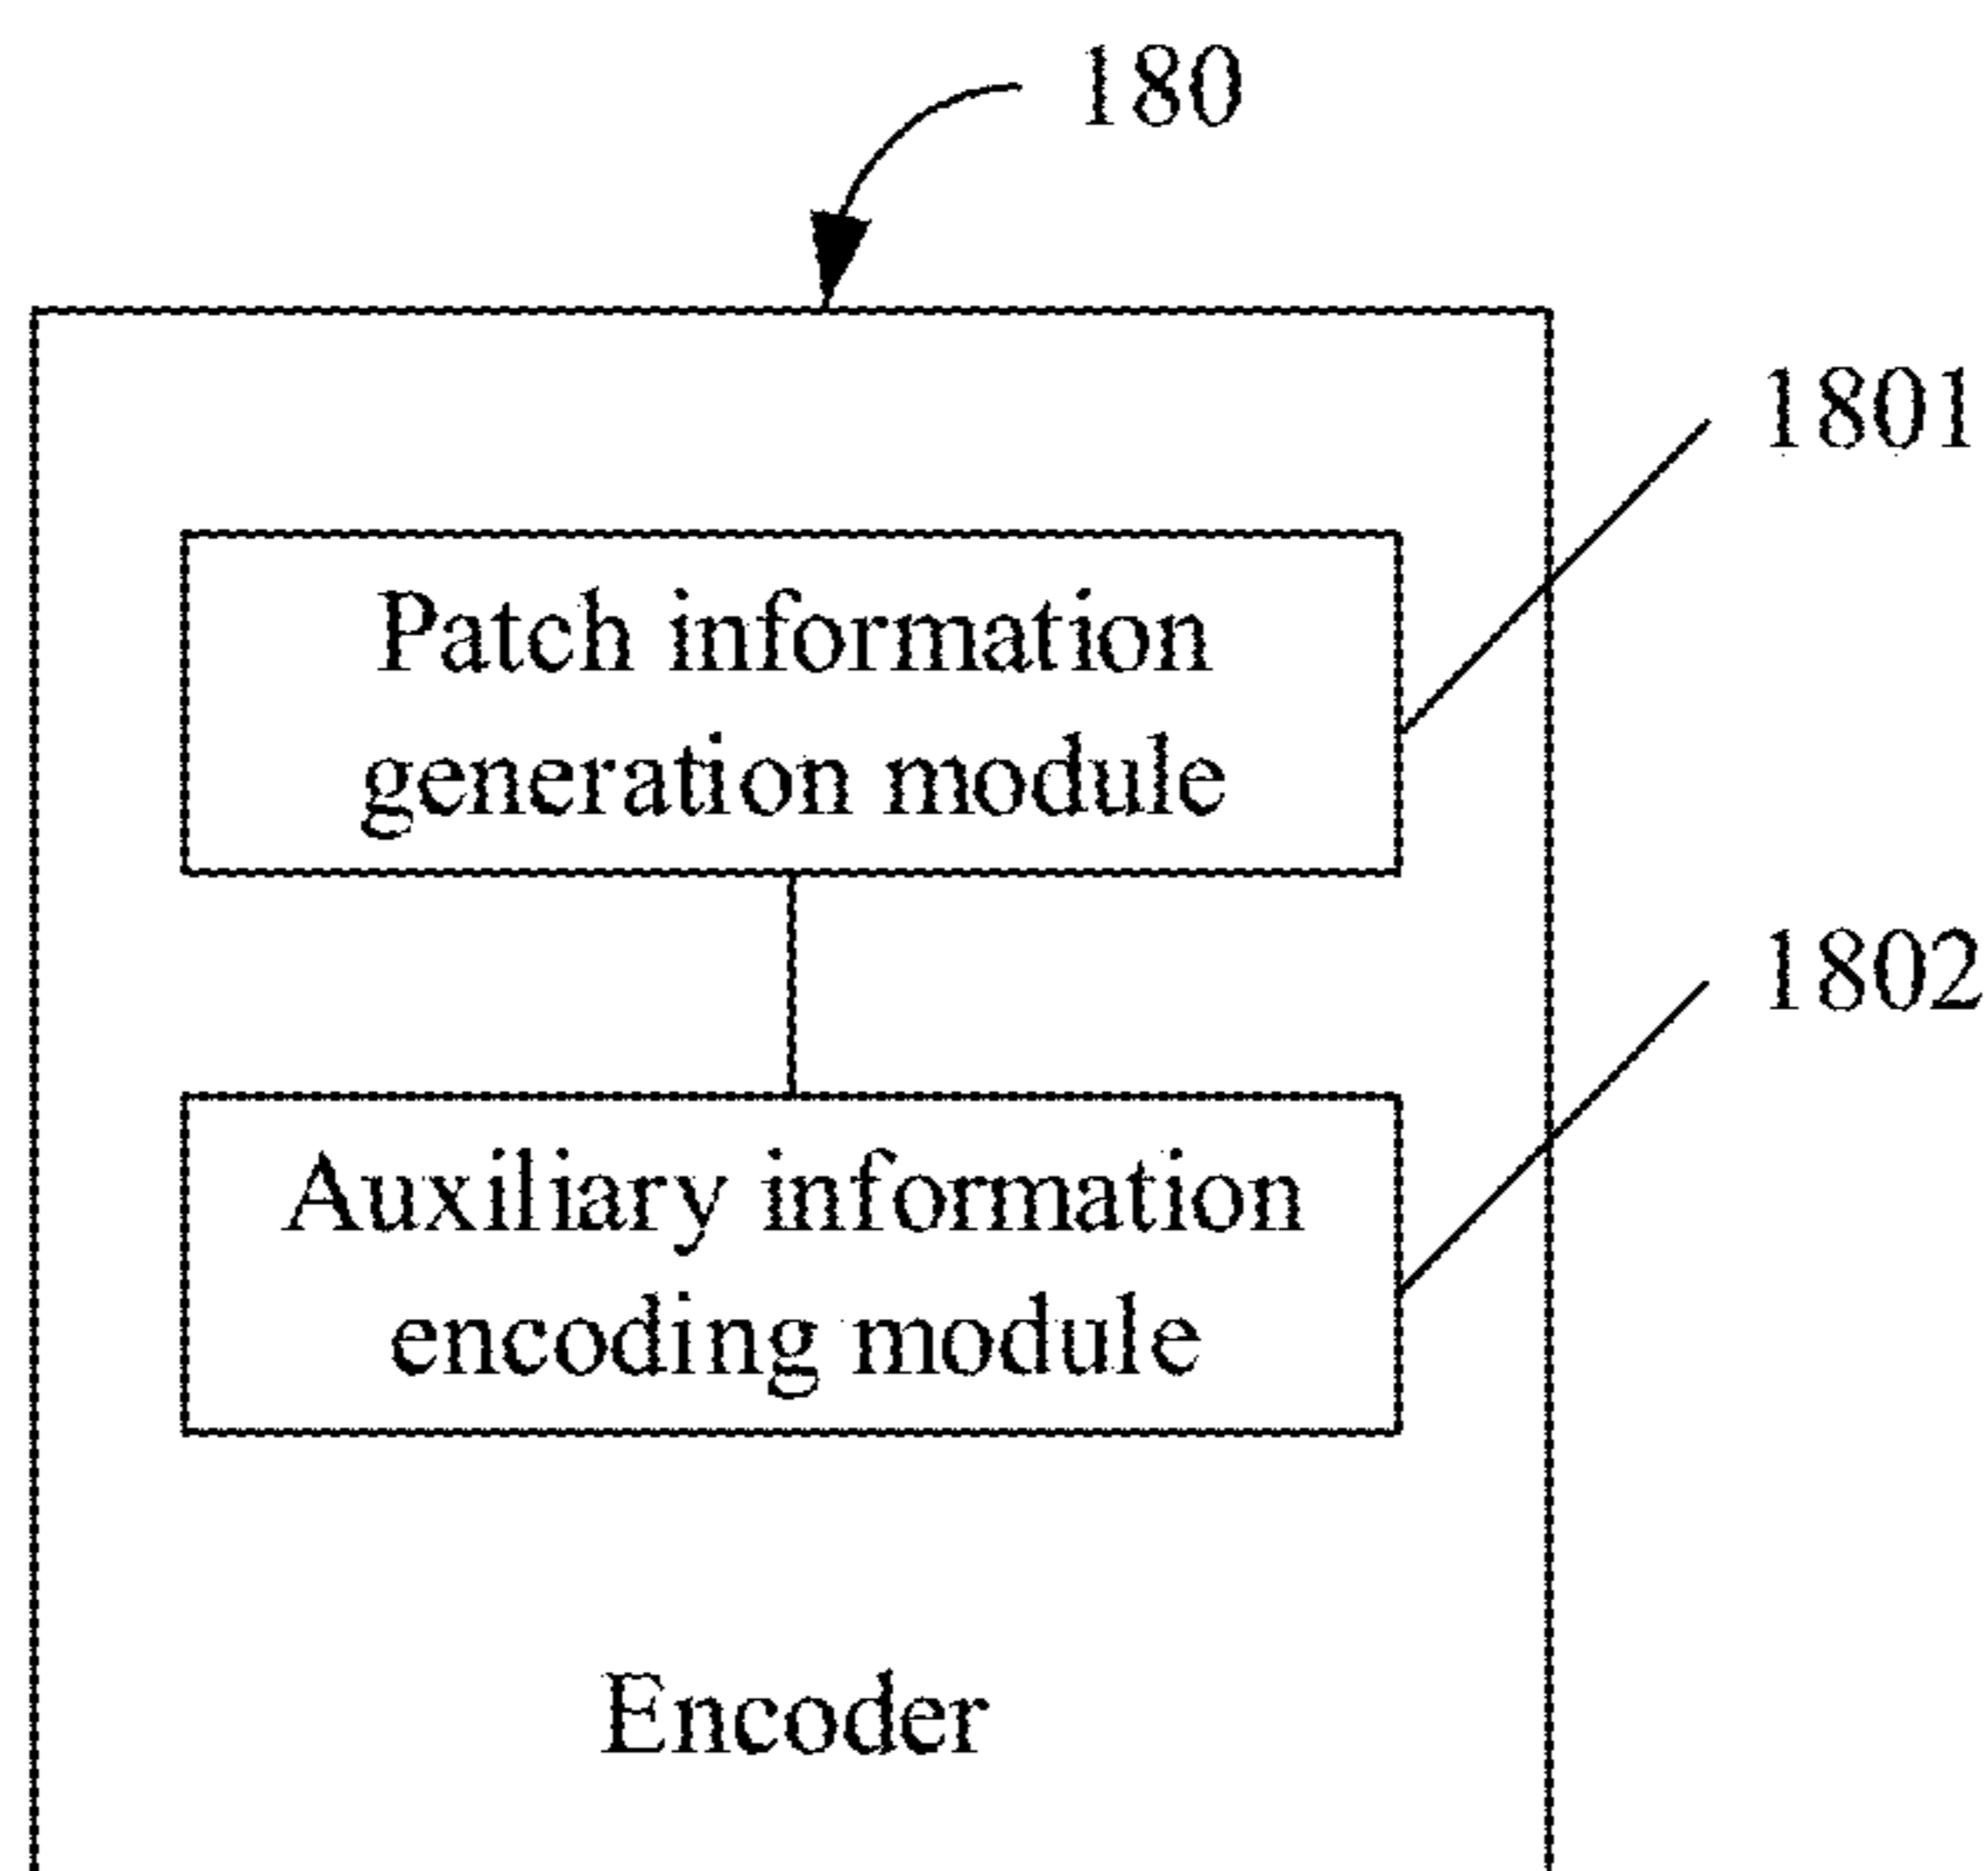 180
1801
Patch information
generation module
1802
Auxiliary information
encoding module
Encoder